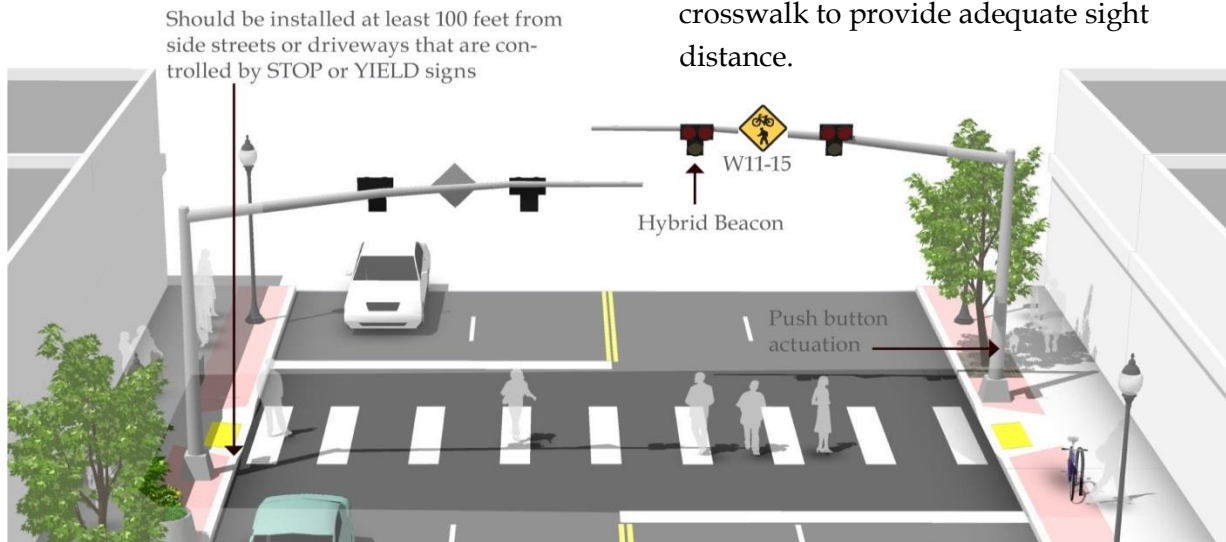 Should be installed at least 100 feet from
side streets or driveways that are con-
trolled by STOP or YIELD signs
crosswalk to provide adequate sight
distance.
W11-15
Hybrid Beacon
Push button
actuation